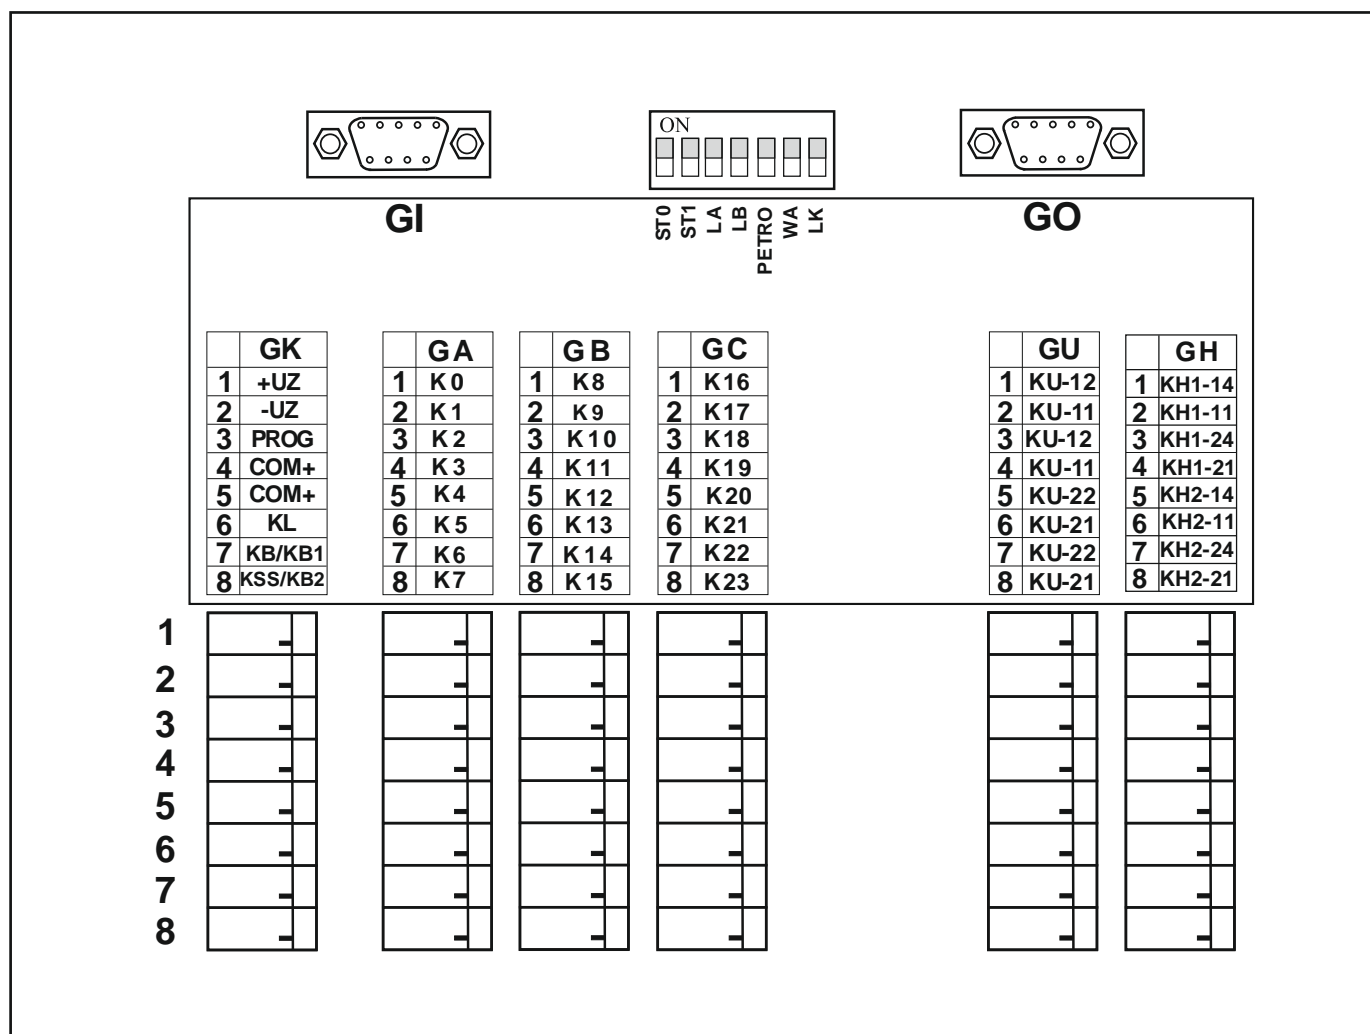 ON
GI
ST0
ST1
LA
LB
PETRO
WA
LK
GO
GK
1 +UZ
2 -UZ
3 PROG
4 COM+
5 COM+
6 KL
7 KB/KB1
8 KSS/KB2
GA
1 K0
2 K1
3 K2
4 K3
5 K4
6 K5
7 K6
8 K7
GB
1 K8
2 K9
3 K10
4 K11
5 K12
6 K13
7 K14
8 K15
GC
1 K16
2 K17
3 K18
4 K19
5 K20
6 K21
7 K22
8 K23
GU
1 KU-12
2 KU-11
3 KU-12
4 KU-11
5 KU-22
6 KU-21
7 KU-22
8 KU-21
GH
1 KH1-14
2 KH1-11
3 KH1-24
4 KH1-21
5 KH2-14
6 KH2-11
7 KH2-24
8 KH2-21
1
2
3
4
5
6
7
8